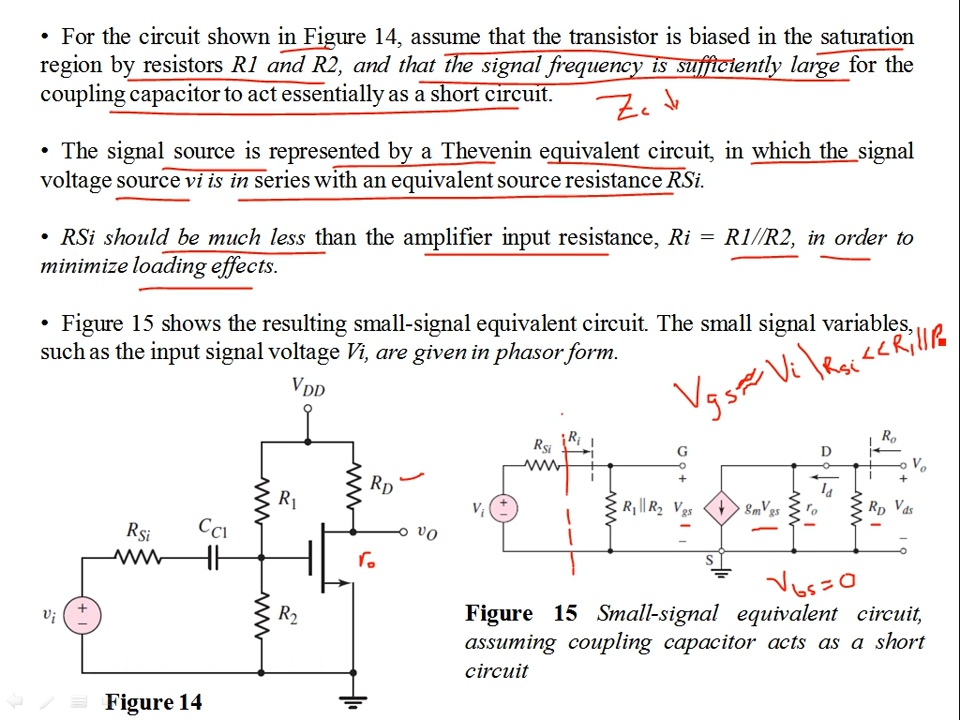 • For the circuit shown in Figure 14, assume that the transistor is biased in the saturation
region by resistors R1 and R2, and that the signal frequency is sufficiently large for the
coupling capacitor to act essentially as a short circuit.
Zc ↓
• The signal source is represented by a Thevenin equivalent circuit, in which the signal
voltage source vi is in series with an equivalent source resistance RSi.
• RSi should be much less than the amplifier input resistance, Ri = R1//R2, in order to
minimize loading effects.
• Figure 15 shows the resulting small-signal equivalent circuit. The small signal variables,
such as the input signal voltage Vi, are given in phasor form.
Vgs ≈ Vi \ RSi << R1||R
VDD
R1
RD
RSi
CC1
vO
ro
vi
+
−
R2
Figure 14
RSi
Ri
G
D
Ro
Vo
Id
Vi
+
−
R1 || R2
+
Vgs
−
gmVgs
ro
RD
+
Vds
−
S
Vbs = 0
Figure 15 Small-signal equivalent circuit,
assuming coupling capacitor acts as a short
circuit